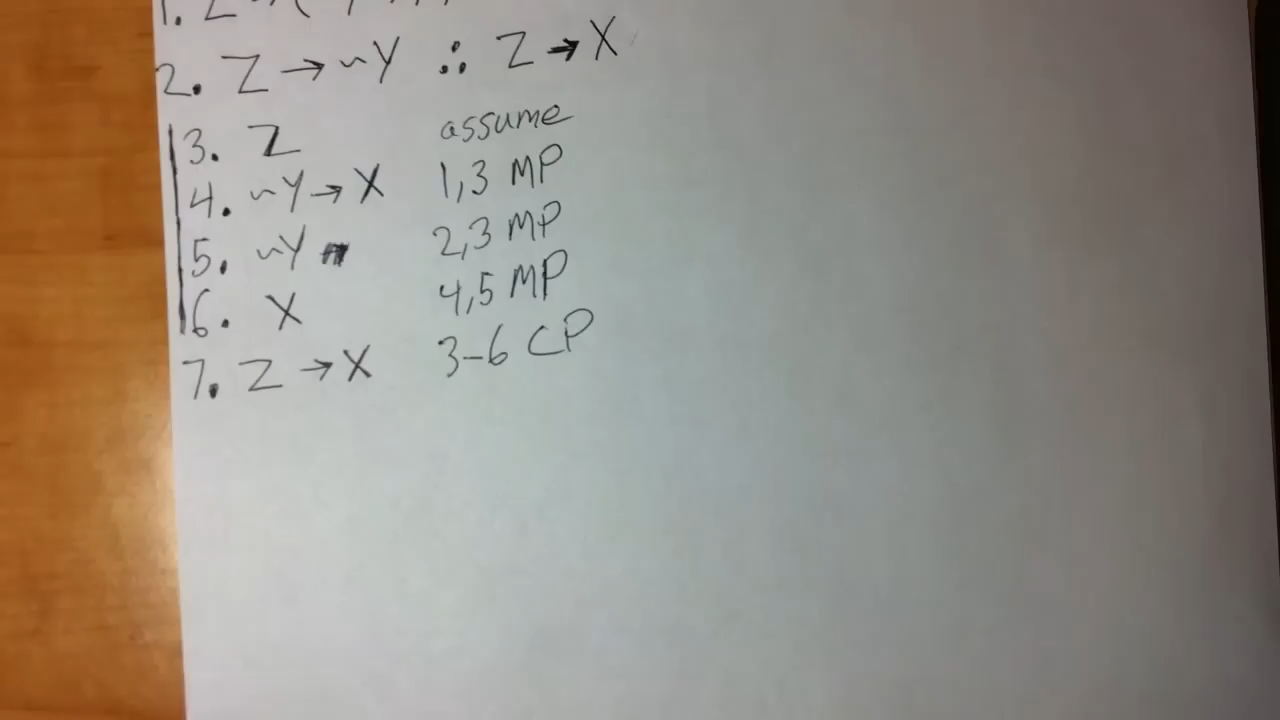 1. Z
2. Z → ~Y ∴ Z → X
3. Z assume
4. ~Y → X 1,3 MP
5. ~Y 2,3 MP
6. X 4,5 MP
7. Z → X 3-6 CP